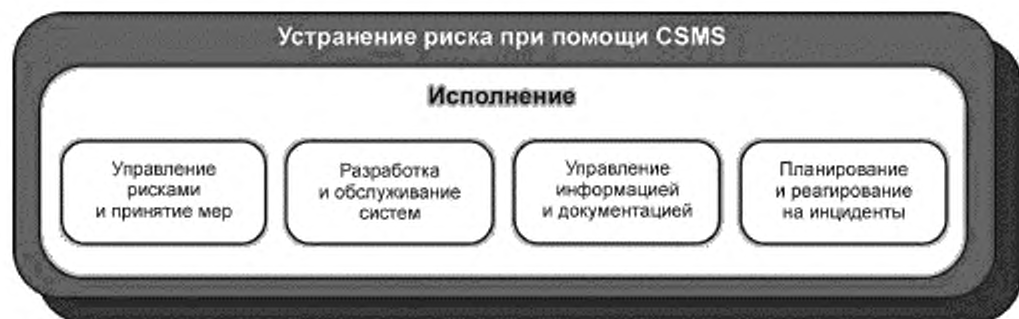 Устранение риска при помощи CSMS
Исполнение
Управление
рисками
и принятие мер
Разработка
и обслуживание
систем
Управление
информацией
и документацией
Планирование
и реагирование
на инциденты